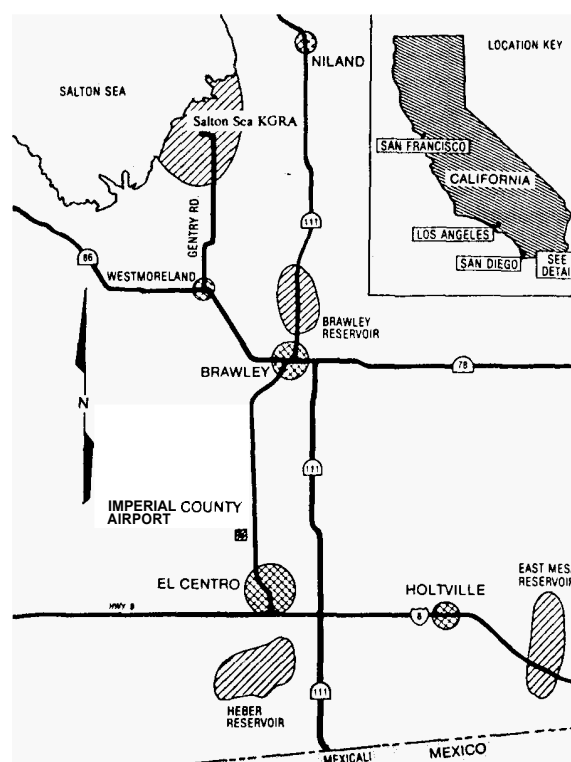 NILAND
LOCATION KEY
SALTON SEA
Salton Sea KGRA
SAN FRANCISCO
CALIFORNIA
GENTRY RD.
111
LOS ANGELES
86
SAN DIEGO
SEE
DETAI
WESTMORELAND
BRAWLEY
RESERVOIR
BRAWLEY
78
N
111
IMPERIAL COUNTY
AIRPORT
EAST MES
RESERVOI
EL CENTRO
HOLTVILLE
HWY 8
8
HEBER
RESERVOIR
111
MEXICALI
MEXICO